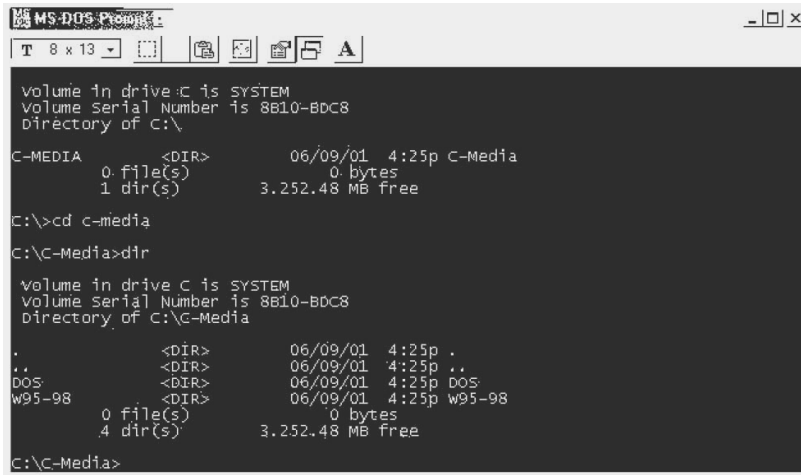 MS-DOS Prompt
T 8 x 13 A
Volume in drive C is SYSTEM
Volume Serial Number is 8B10-BDC8
Directory of C:\
C-MEDIA <DIR> 06/09/01 4:25p C-Media
0 file(s) 0 bytes
1 dir(s) 3.252.48 MB free
C:\>cd c-media
C:\C-Media>dir
Volume in drive C is SYSTEM
Volume Serial Number is 8B10-BDC8
Directory of C:\C-Media
. <DIR> 06/09/01 4:25p .
.. <DIR> 06/09/01 4:25p ..
DOS <DIR> 06/09/01 4:25p DOS
W95-98 <DIR> 06/09/01 4:25p W95-98
0 file(s) 0 bytes
4 dir(s) 3.252.48 MB free
C:\C-Media>